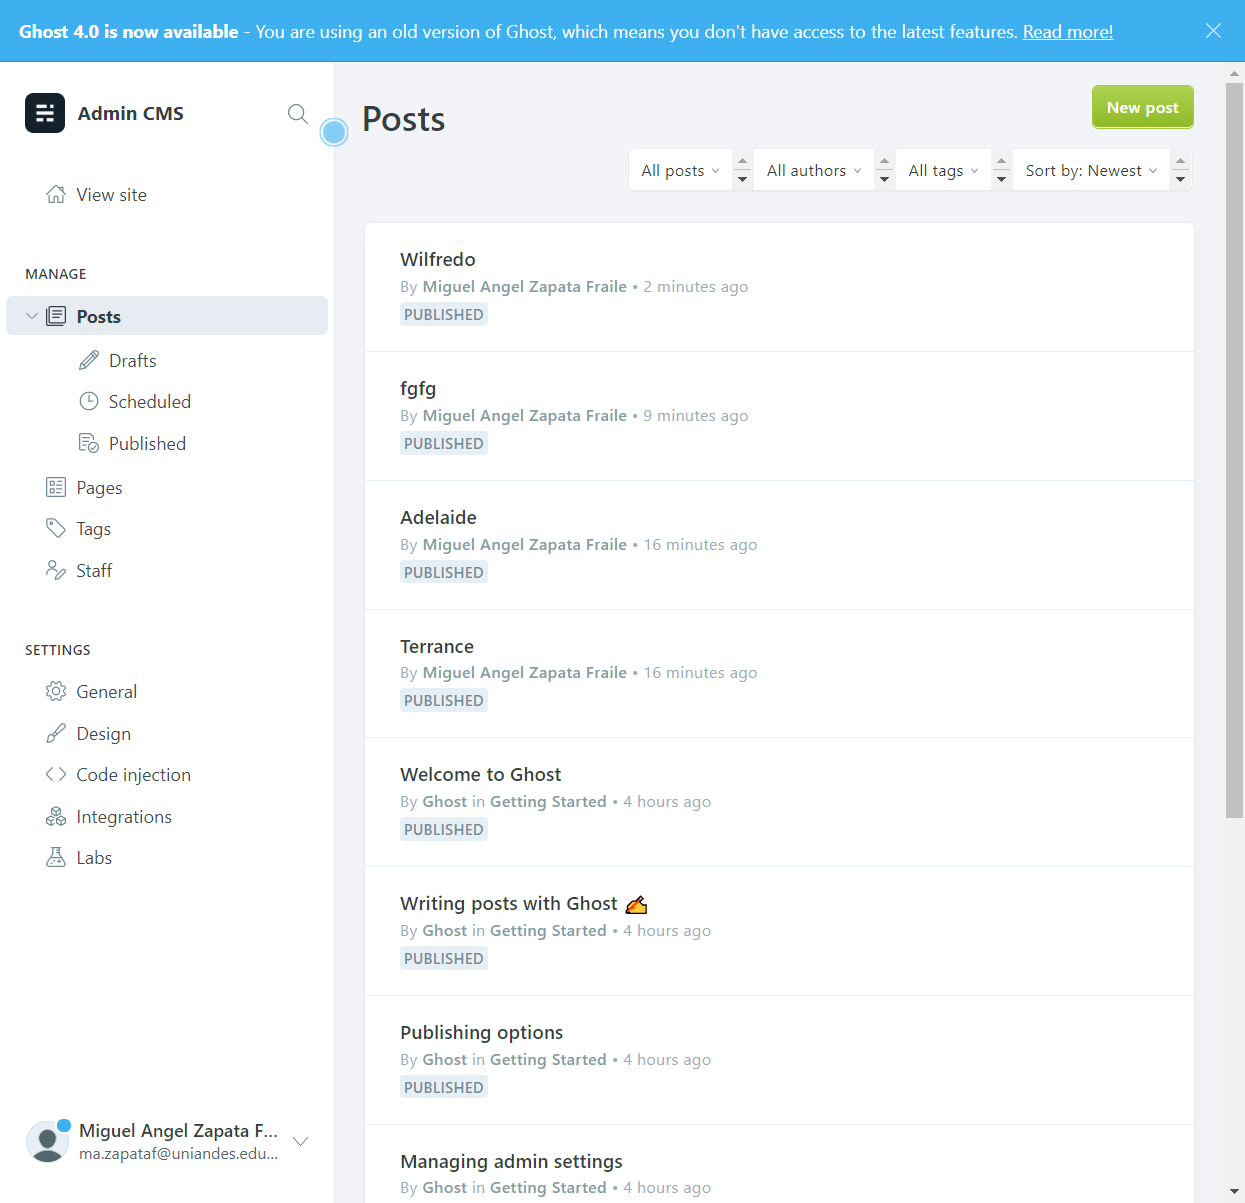 Ghost 4.0 is now available - You are using an old version of Ghost, which means you don't have access to the latest features. Read more!
Admin CMS
View site
MANAGE
Posts
Drafts
Scheduled
Published
Pages
Tags
Staff
SETTINGS
General
Design
Code injection
Integrations
Labs
Miguel Angel Zapata F...
ma.zapataf@uniandes.edu...
Posts
New post
All posts
All authors
All tags
Sort by: Newest
Wilfredo
By Miguel Angel Zapata Fraile • 2 minutes ago
PUBLISHED
fgfg
By Miguel Angel Zapata Fraile • 9 minutes ago
PUBLISHED
Adelaide
By Miguel Angel Zapata Fraile • 16 minutes ago
PUBLISHED
Terrance
By Miguel Angel Zapata Fraile • 16 minutes ago
PUBLISHED
Welcome to Ghost
By Ghost in Getting Started • 4 hours ago
PUBLISHED
Writing posts with Ghost ✍️
By Ghost in Getting Started • 4 hours ago
PUBLISHED
Publishing options
By Ghost in Getting Started • 4 hours ago
PUBLISHED
Managing admin settings
By Ghost in Getting Started • 4 hours ago